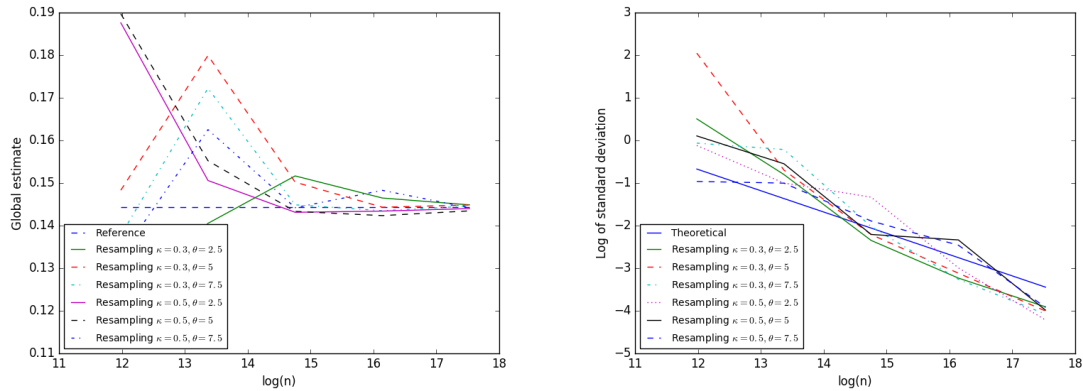 0.19
0.18
0.17
0.16
0.15
0.14
0.13
0.12
0.11
Global estimate
Reference
Resampling κ=0.3, θ=2.5
Resampling κ=0.3, θ=5
Resampling κ=0.3, θ=7.5
Resampling κ=0.5, θ=2.5
Resampling κ=0.5, θ=5
Resampling κ=0.5, θ=7.5
11 12 13 14 15 16 17 18
log(n)
3
2
1
0
−1
−2
−3
−4
−5
Log of standard deviation
Theoretical
Resampling κ=0.3, θ=2.5
Resampling κ=0.3, θ=5
Resampling κ=0.3, θ=7.5
Resampling κ=0.5, θ=2.5
Resampling κ=0.5, θ=5
Resampling κ=0.5, θ=7.5
11 12 13 14 15 16 17 18
log(n)